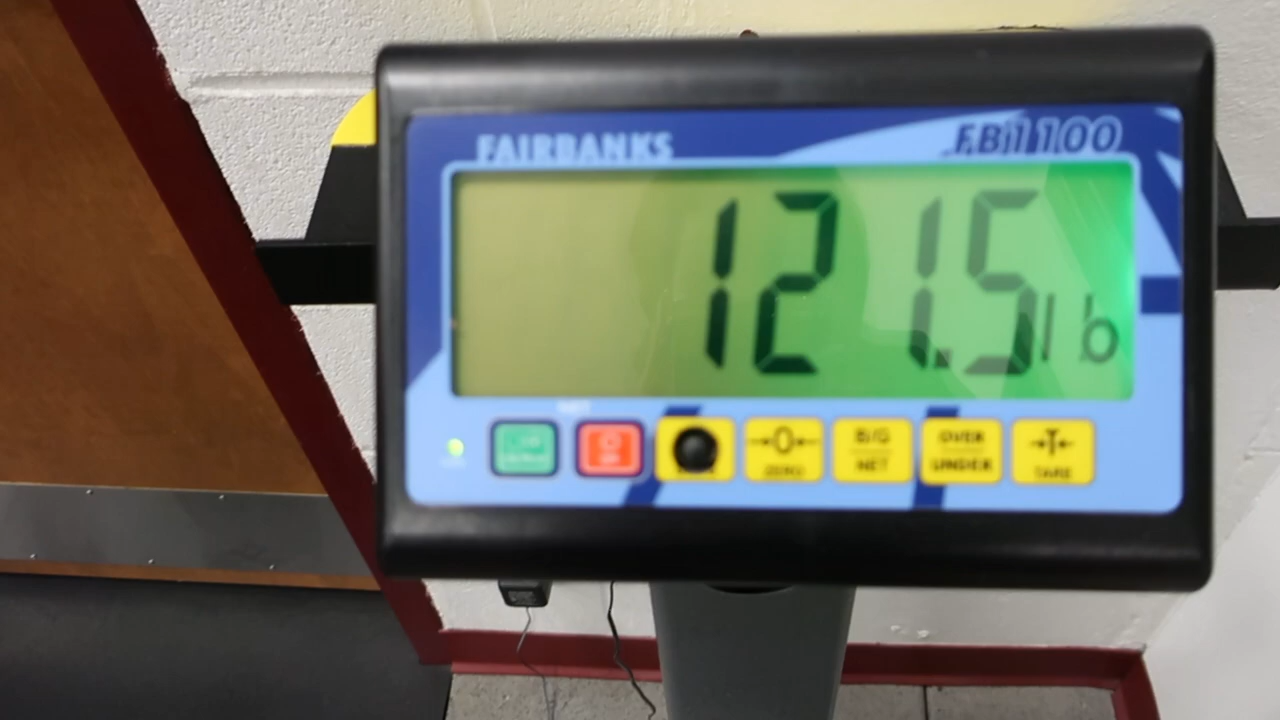 FAIRBANKS FB1100
121.5 lb
ZERO
B/G
NET
OVER
UNDER
T
TARE